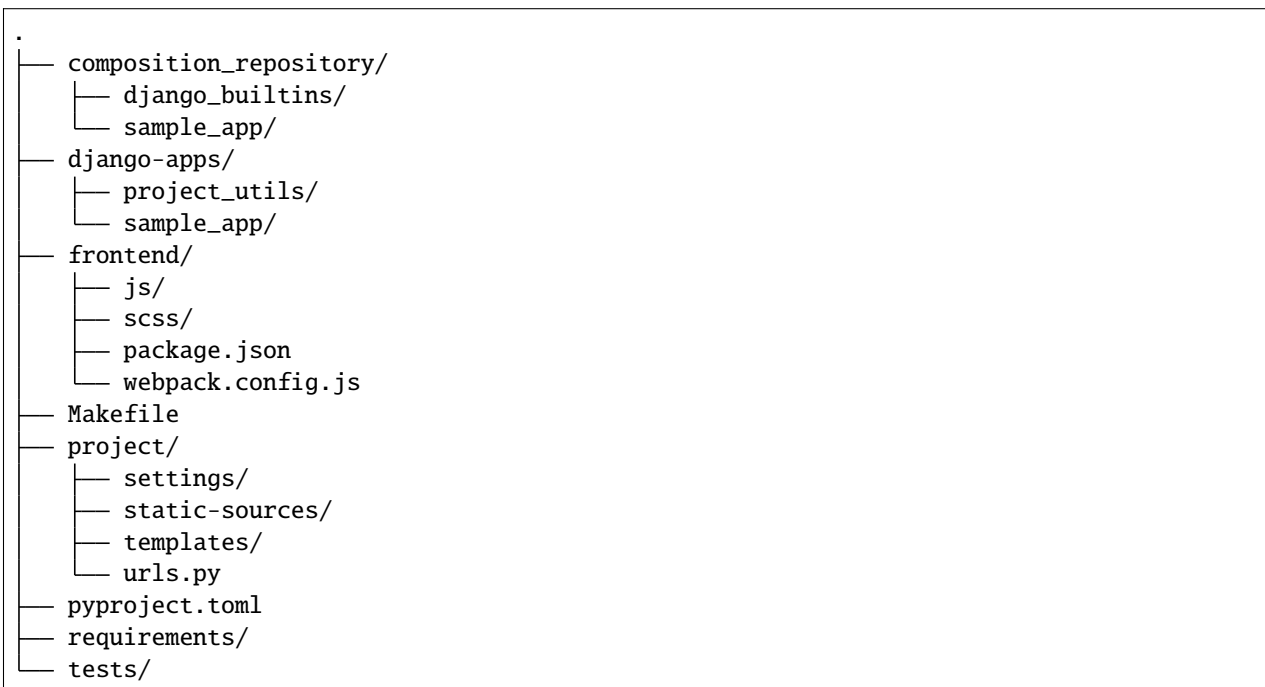 .
├── composition_repository/
│   ├── django_builtins/
│   └── sample_app/
├── django-apps/
│   ├── project_utils/
│   └── sample_app/
├── frontend/
│   ├── js/
│   ├── scss/
│   ├── package.json
│   └── webpack.config.js
├── Makefile
├── project/
│   ├── settings/
│   ├── static-sources/
│   ├── templates/
│   └── urls.py
├── pyproject.toml
├── requirements/
└── tests/